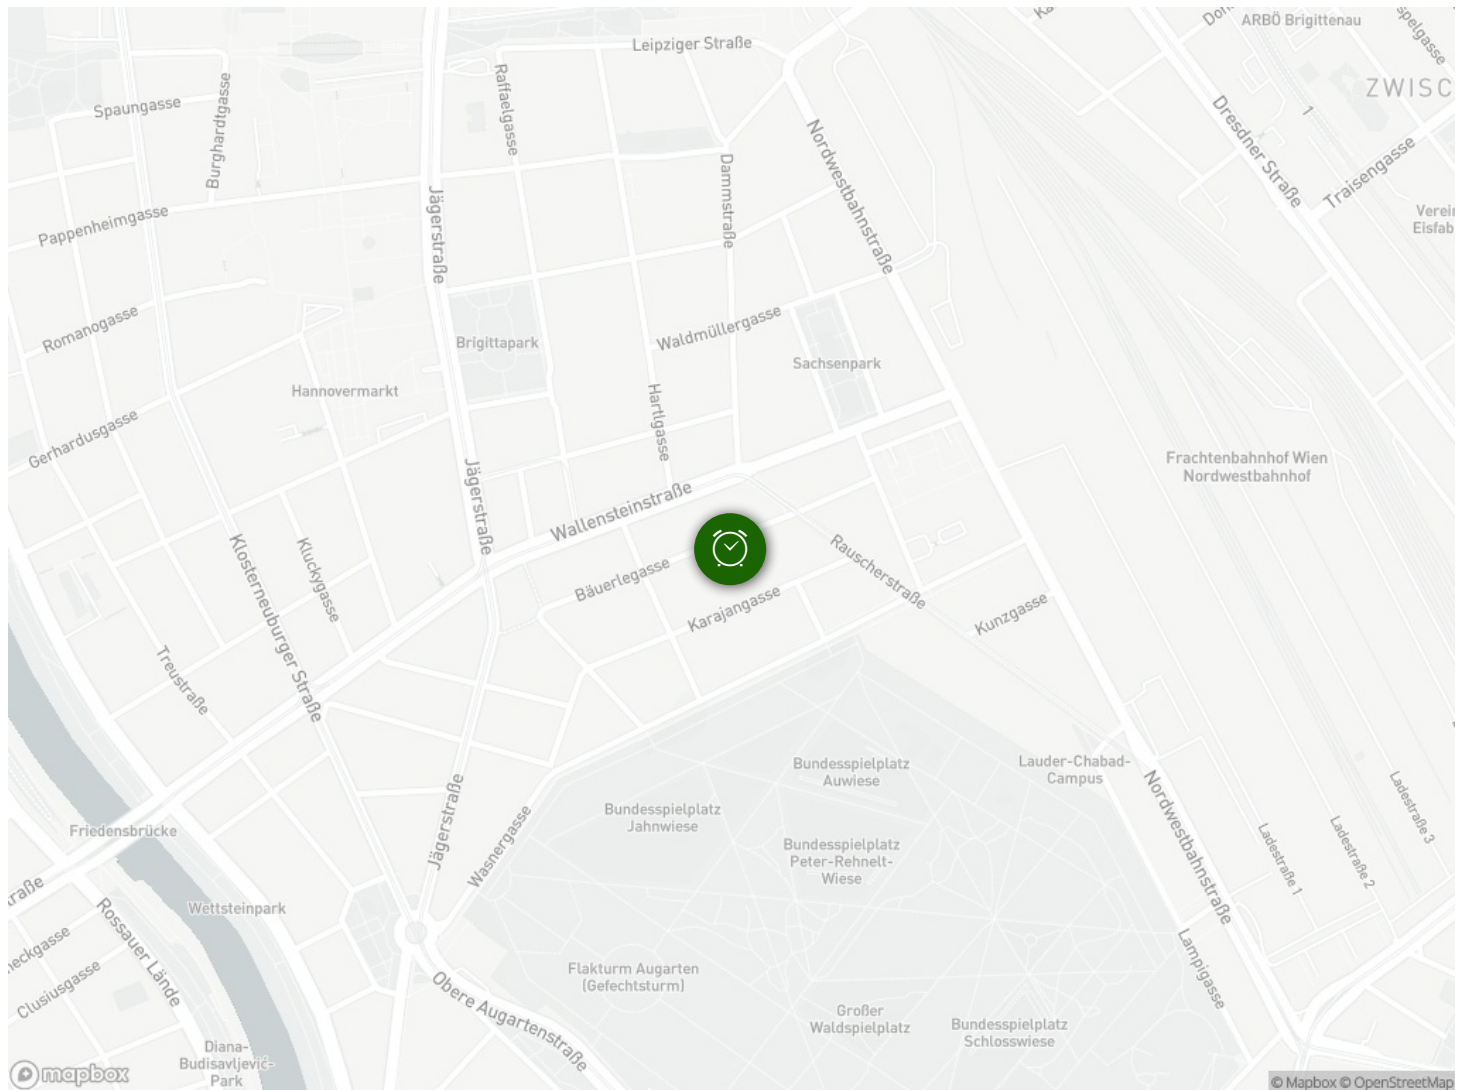 ARBÖ Brigittenau
Leipziger Straße
Raffaelgasse
ZWISC
Spaungasse
Burghardtgasse
Dresdner Straße
1
Nordwestbahnstraße
Traisengasse
Dammstraße
Jägerstraße
Pappenheimgasse
Verein
Eisfab
Romanogasse
Waldmüllergasse
Brigittapark
Sachsenpark
Hannovermarkt
Hartlgasse
Gerhardusgasse
Frachtenbahnhof Wien
Nordwestbahnhof
Jägerstraße
Wallensteinstraße
Klosterneuburger Straße
Kluckygasse
Bäuerlegasse
Rauscherstraße
Karajangasse
Kunzgasse
Treustraße
Bundesspielplatz
Auwiese
Lauder-Chabad-
Campus
Nordwestbahnstraße
Ladestraße 3
Jägerstraße
Wasnergasse
Bundesspielplatz
Jahnwiese
Friedensbrücke
Bundesspielplatz
Peter-Rehnelt-
Wiese
Ladestraße 1
Ladestraße 2
raße
Wettsteinpark
Rossauer Lände
neckgasse
Clusiusgasse
Lampigasse
Flakturm Augarten
(Gefechtsturm)
Obere Augartenstraße
Großer
Waldspielplatz
Bundesspielplatz
Schlosswiese
Diana-
Budisavljević-
Park
mapbox
© Mapbox © OpenStreetMap